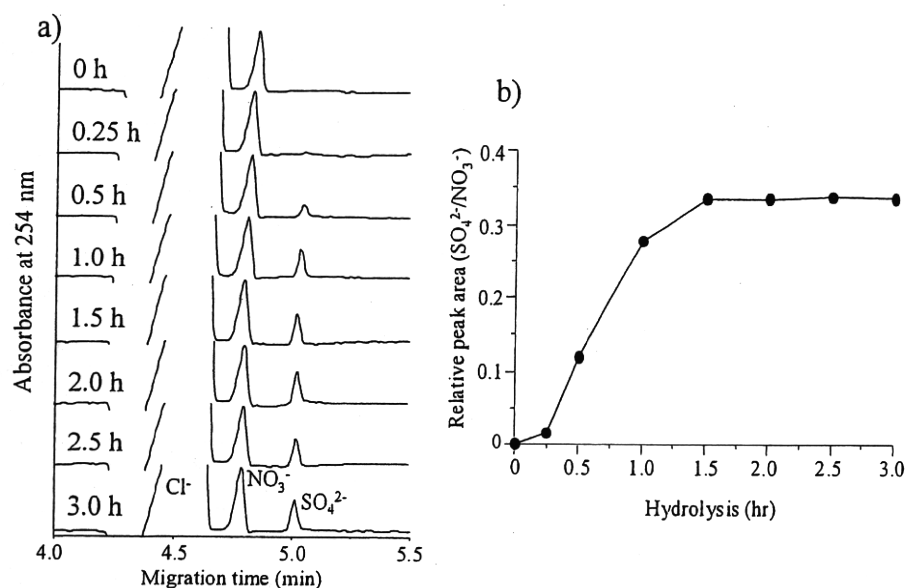 a)
0 h
0.25 h
0.5 h
1.0 h
1.5 h
2.0 h
2.5 h
3.0 h
Cl⁻
NO₃⁻
SO₄²⁻
Absorbance at 254 nm
4.0 4.5 5.0 5.5
Migration time (min)
b)
Relative peak area (SO₄²⁻/NO₃⁻)
0.4
0.3
0.2
0.1
0
0 0.5 1.0 1.5 2.0 2.5 3.0
Hydrolysis (hr)